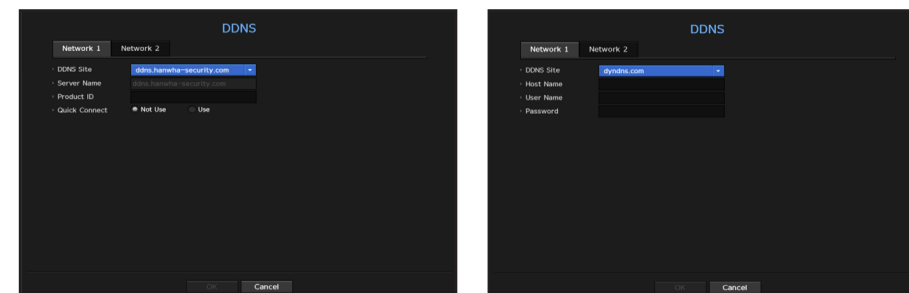 DDNS
Network 1 Network 2
DDNS Site ddns.hanwha-security.com
Server Name ddns.hanwha-security.com
Product ID
Quick Connect Not Use Use
OK Cancel
DDNS
Network 1 Network 2
DDNS Site dyndns.com
Host Name
User Name
Password
OK Cancel